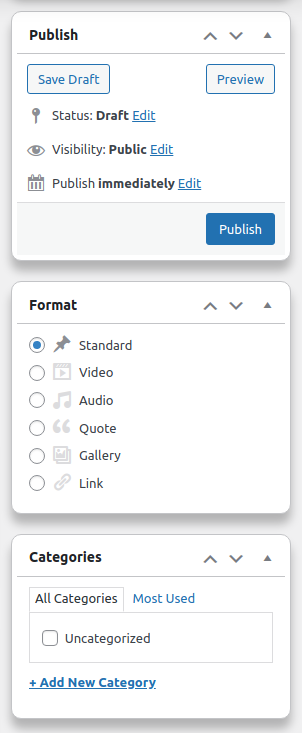 Publish
Save Draft Preview
Status: Draft Edit
Visibility: Public Edit
Publish immediately Edit
Publish
Format
Standard
Video
Audio
Quote
Gallery
Link
Categories
All Categories Most Used
Uncategorized
+ Add New Category